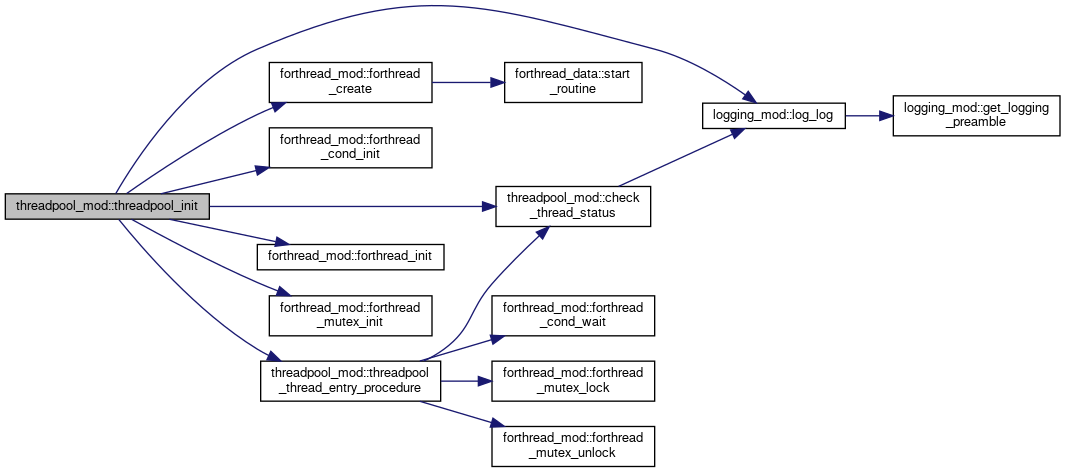 threadpool_mod::threadpool_init
forthread_mod::forthread
_create
forthread_data::start
_routine
forthread_mod::forthread
_cond_init
logging_mod::log_log
logging_mod::get_logging
_preamble
threadpool_mod::check
_thread_status
forthread_mod::forthread_init
forthread_mod::forthread
_mutex_init
threadpool_mod::threadpool
_thread_entry_procedure
forthread_mod::forthread
_cond_wait
forthread_mod::forthread
_mutex_lock
forthread_mod::forthread
_mutex_unlock